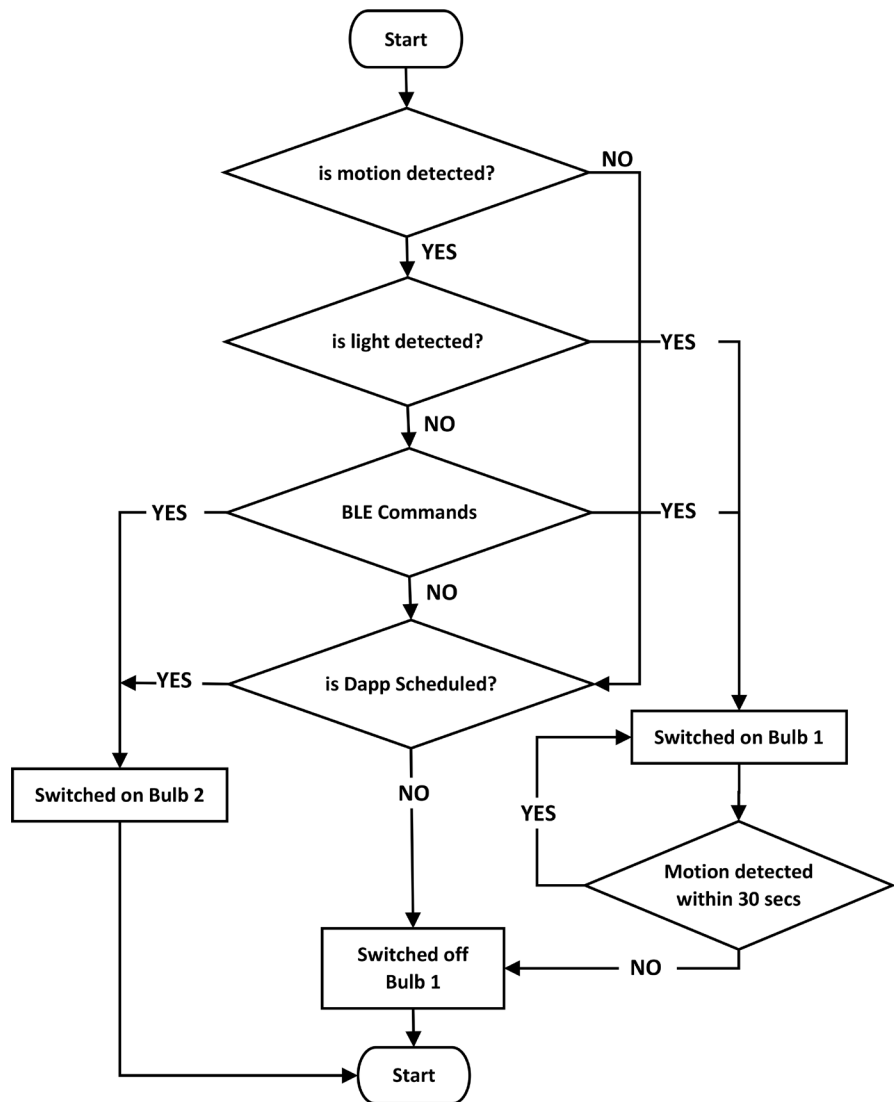 Start
is motion detected?
NO
YES
is light detected?
YES
NO
YES
BLE Commands
YES
NO
YES
is Dapp Scheduled?
Switched on Bulb 1
Switched on Bulb 2
NO
YES
Motion detected
within 30 secs
Switched off
Bulb 1
NO
Start